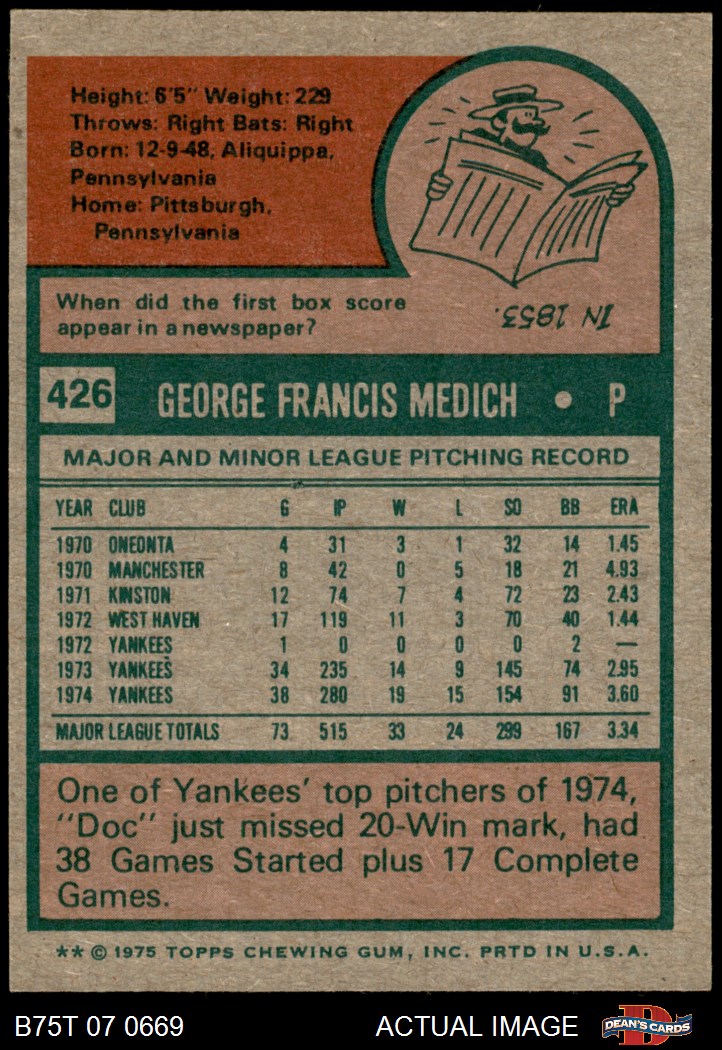 Height: 6'5" Weight: 229
Throws: Right Bats: Right
Born: 12-9-48, Aliquippa,
Pennsylvania
Home: Pittsburgh,
Pennsylvania
When did the first box score
appear in a newspaper?
IN 1853.
426 GEORGE FRANCIS MEDICH • P
MAJOR AND MINOR LEAGUE PITCHING RECORD
YEAR CLUB G IP W L SO BB ERA
1970 ONEONTA 4 31 3 1 32 14 1.45
1970 MANCHESTER 8 42 0 5 18 21 4.93
1971 KINSTON 12 74 7 4 72 23 2.43
1972 WEST HAVEN 17 119 11 3 70 40 1.44
1972 YANKEES 1 0 0 0 0 2 —
1973 YANKEES 34 235 14 9 145 74 2.95
1974 YANKEES 38 280 19 15 154 91 3.60
MAJOR LEAGUE TOTALS 73 515 33 24 299 167 3.34
One of Yankees' top pitchers of 1974,
"Doc" just missed 20-Win mark, had
38 Games Started plus 17 Complete
Games.
** © 1975 TOPPS CHEWING GUM, INC. PRTD IN U.S.A.
B75T 07 0669 ACTUAL IMAGE D DEAN'S CARDS